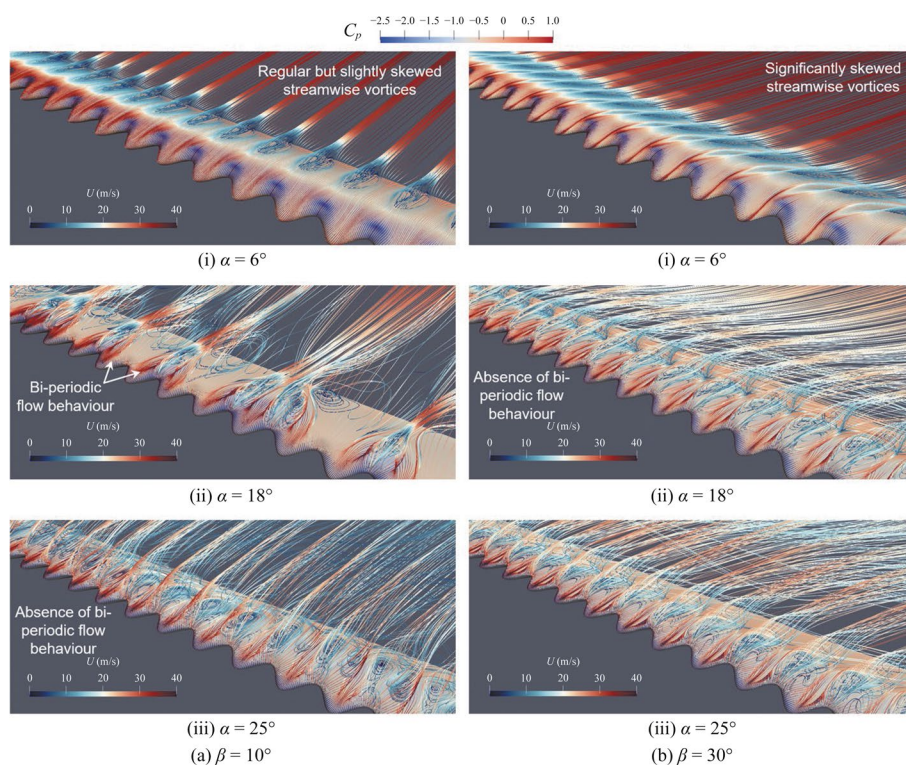 C_p −2.5 −2.0 −1.5 −1.0 −0.5 0 0.5 1.0
Regular but slightly skewed
streamwise vortices
U (m/s)
0 10 20 30 40
(i) α = 6°
Significantly skewed
streamwise vortices
U (m/s)
0 10 20 30 40
(i) α = 6°
Bi-periodic
flow behaviour
U (m/s)
0 10 20 30 40
(ii) α = 18°
Absence of bi-
periodic flow
behaviour
U (m/s)
0 10 20 30 40
(ii) α = 18°
Absence of bi-
periodic flow
behaviour
U (m/s)
0 10 20 30 40
(iii) α = 25°
(a) β = 10°
U (m/s)
0 10 20 30 40
(iii) α = 25°
(b) β = 30°